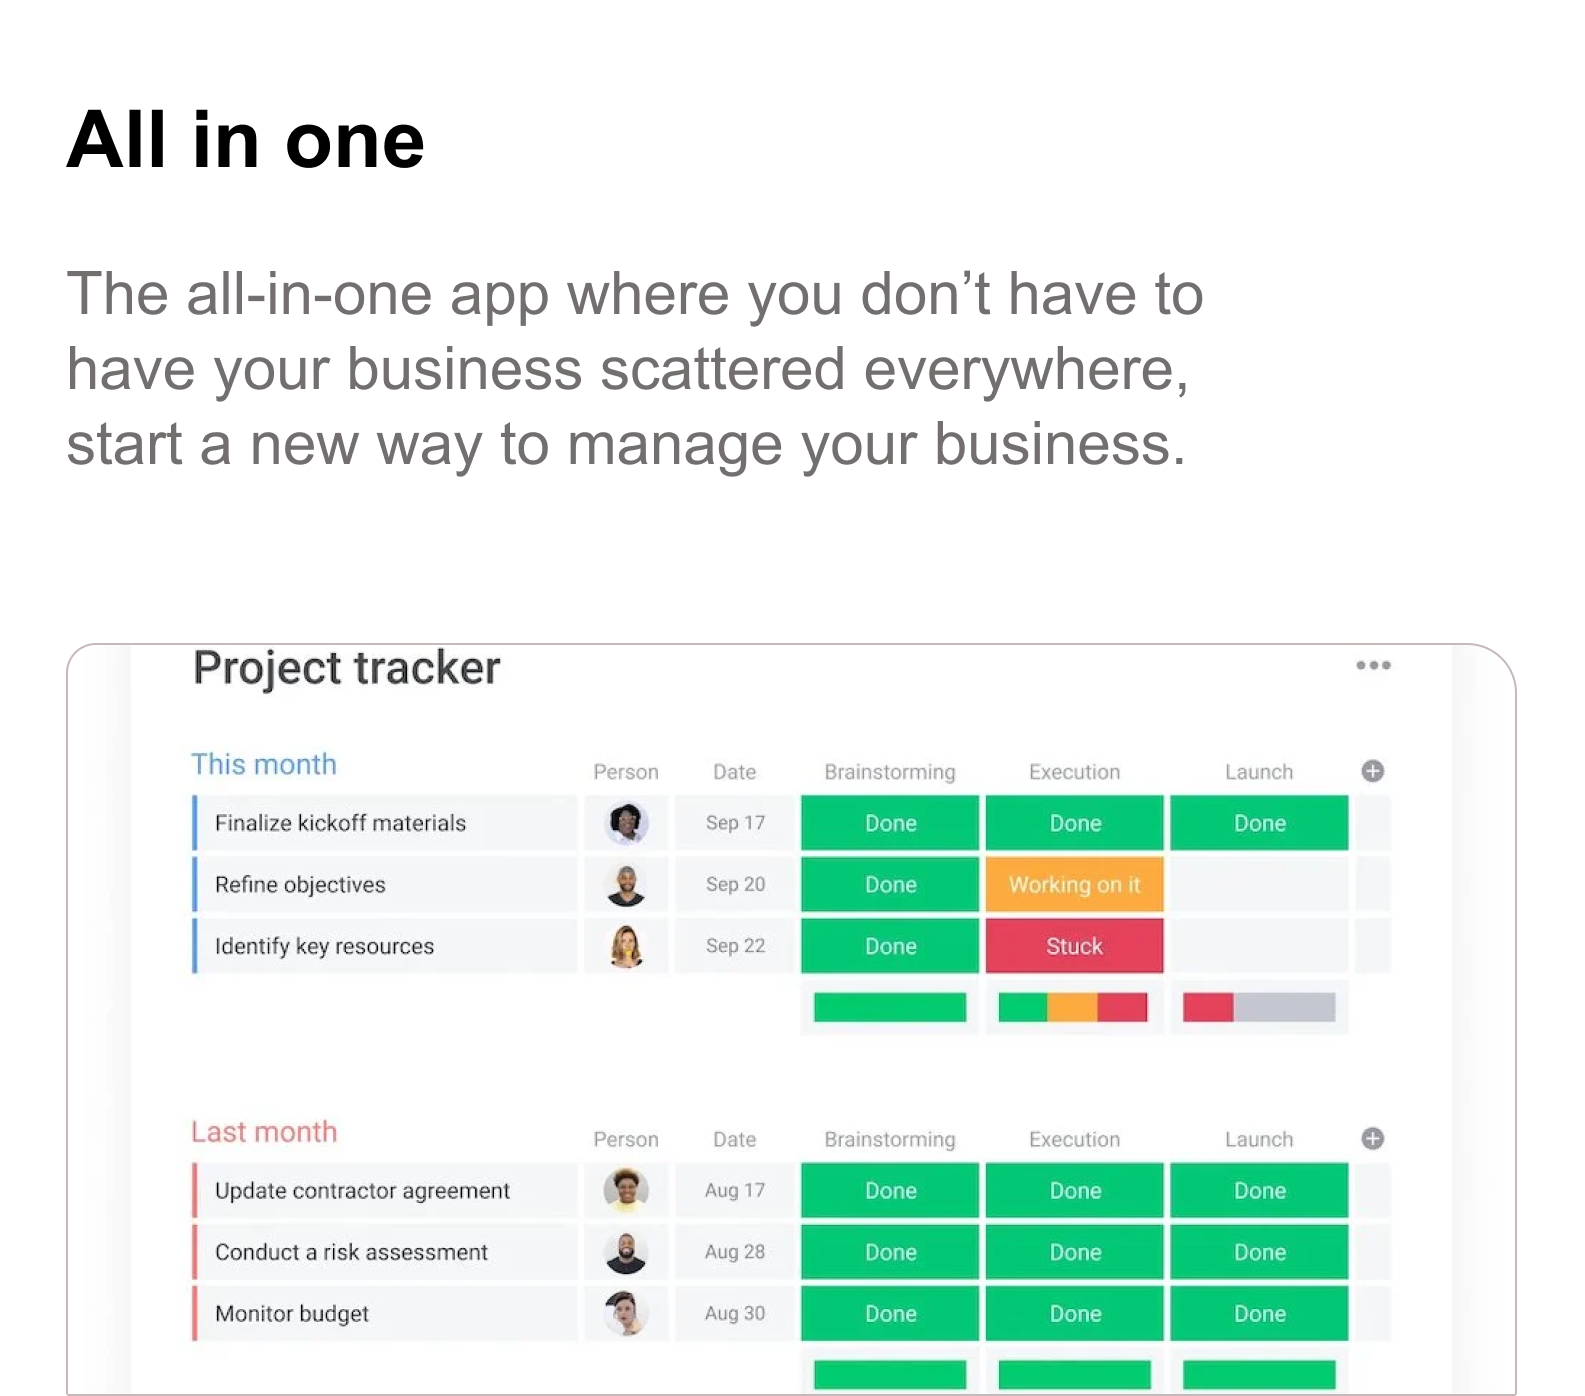 All in one
The all-in-one app where you don’t have to
have your business scattered everywhere,
start a new way to manage your business.
Project tracker
This month Person Date Brainstorming Execution Launch
Finalize kickoff materials Sep 17 Done Done Done
Refine objectives Sep 20 Done Working on it
Identify key resources Sep 22 Done Stuck
Last month Person Date Brainstorming Execution Launch
Update contractor agreement Aug 17 Done Done Done
Conduct a risk assessment Aug 28 Done Done Done
Monitor budget Aug 30 Done Done Done